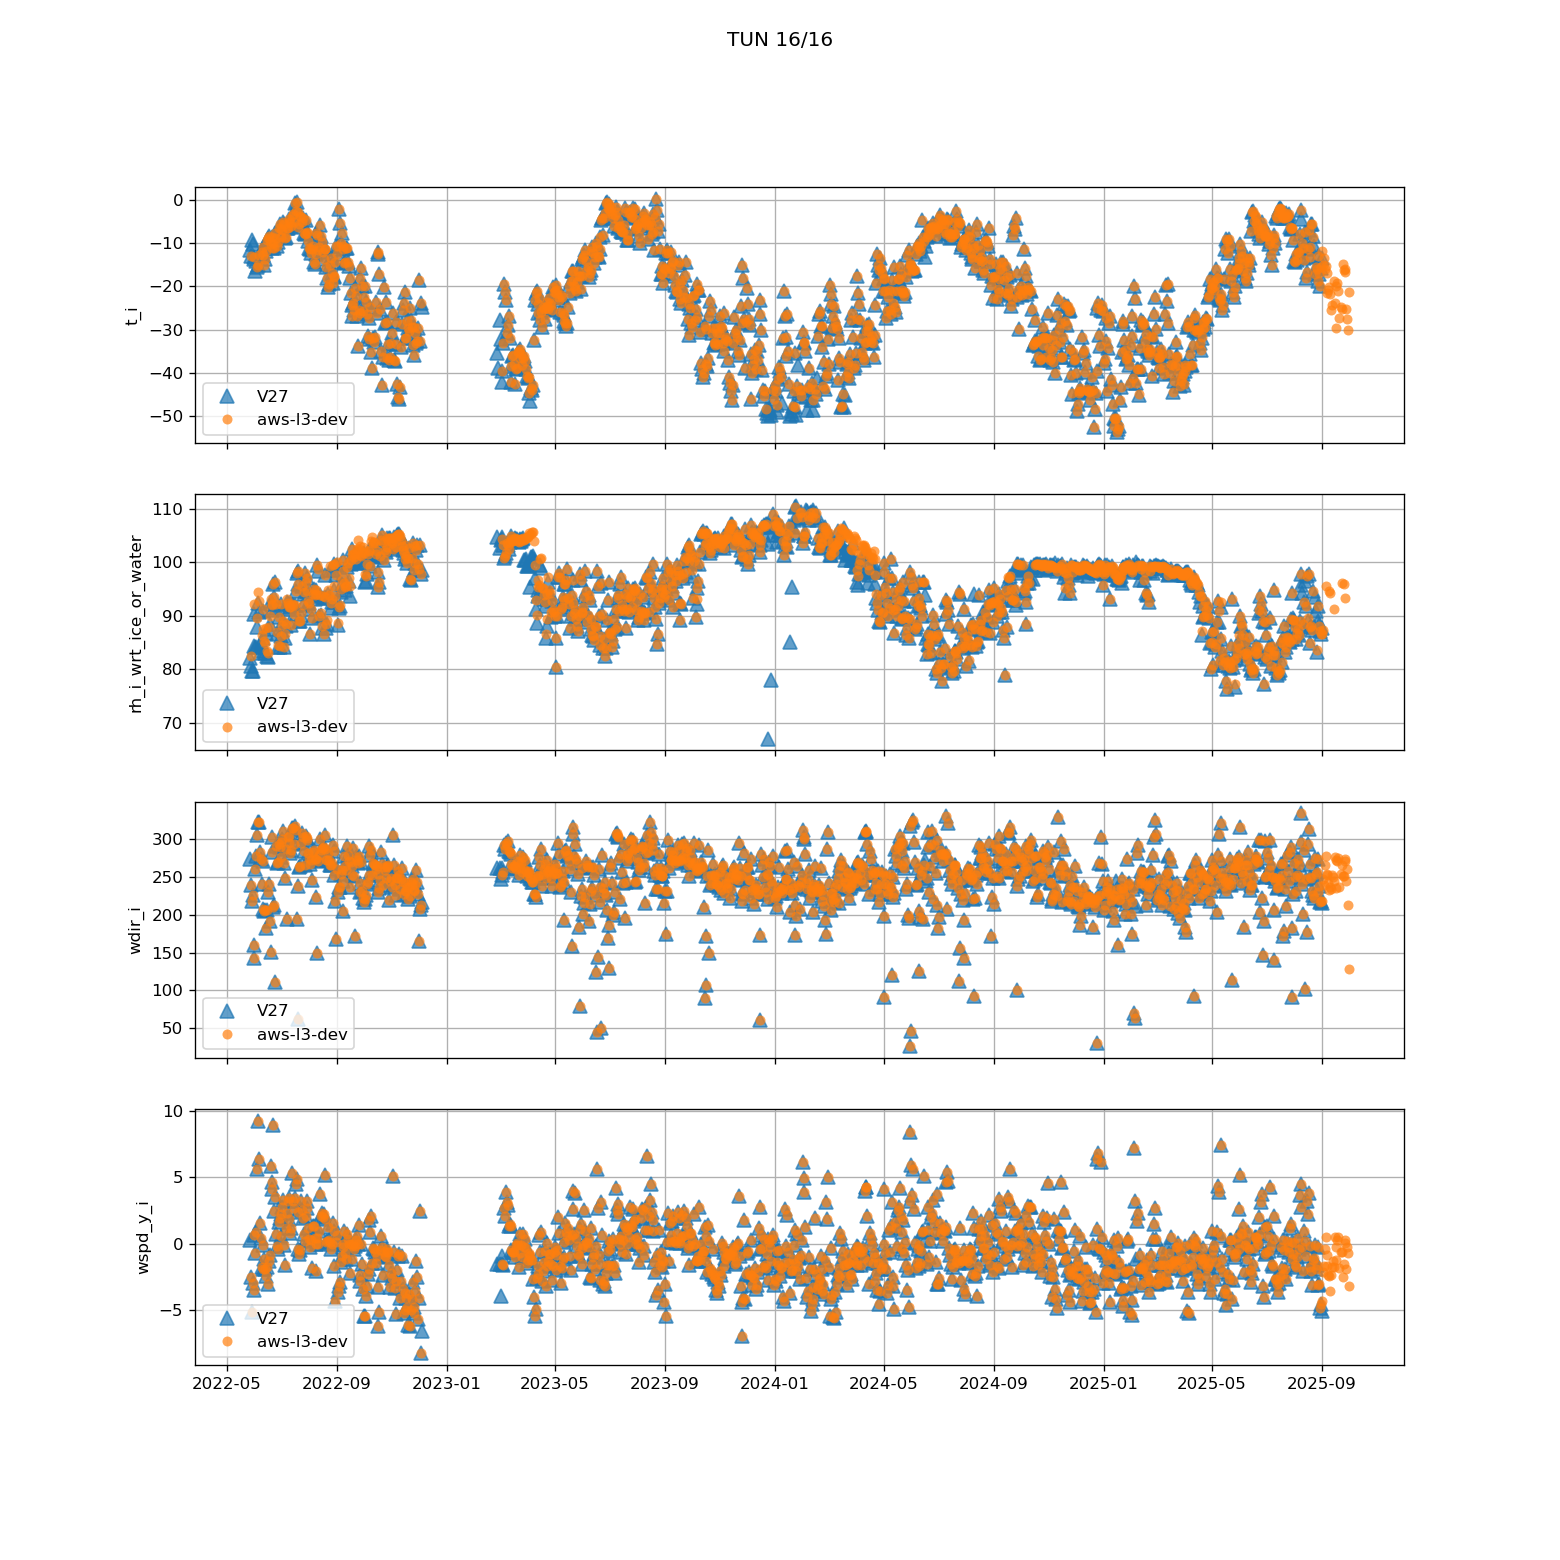 TUN 16/16
0
−10
−20
−30
−40
−50
t_i
V27
aws-l3-dev
110
100
90
80
70
rh_i_wrt_ice_or_water
V27
aws-l3-dev
300
250
200
150
100
50
wdir_i
V27
aws-l3-dev
10
5
0
−5
wspd_y_i
V27
aws-l3-dev
2022-05 2022-09 2023-01 2023-05 2023-09 2024-01 2024-05 2024-09 2025-01 2025-05 2025-09